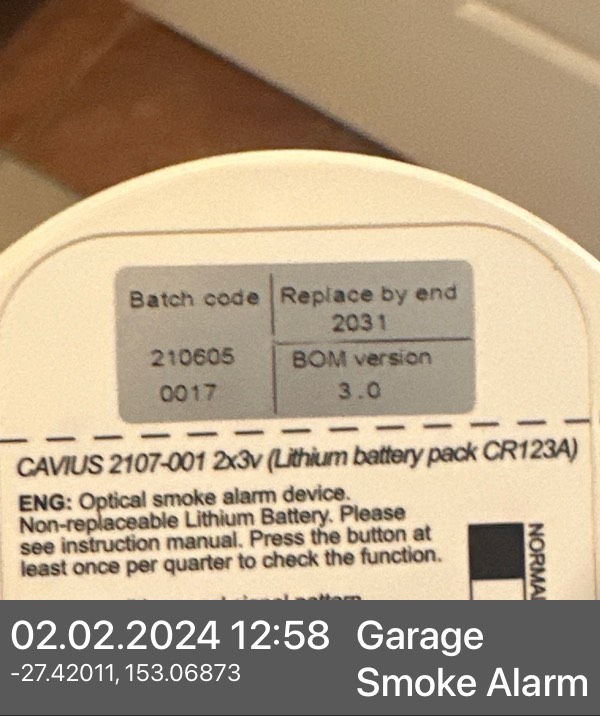 Batch code
210605
0017
Replace by end
2031
BOM version
3.0
CAVIUS 2107-001 2x3v (Lithium battery pack CR123A)
ENG: Optical smoke alarm device.
Non-replaceable Lithium Battery. Please
see instruction manual. Press the button at
least once per quarter to check the function.
02.02.2024 12:58
-27.42011, 153.06873
Garage
Smoke Alarm